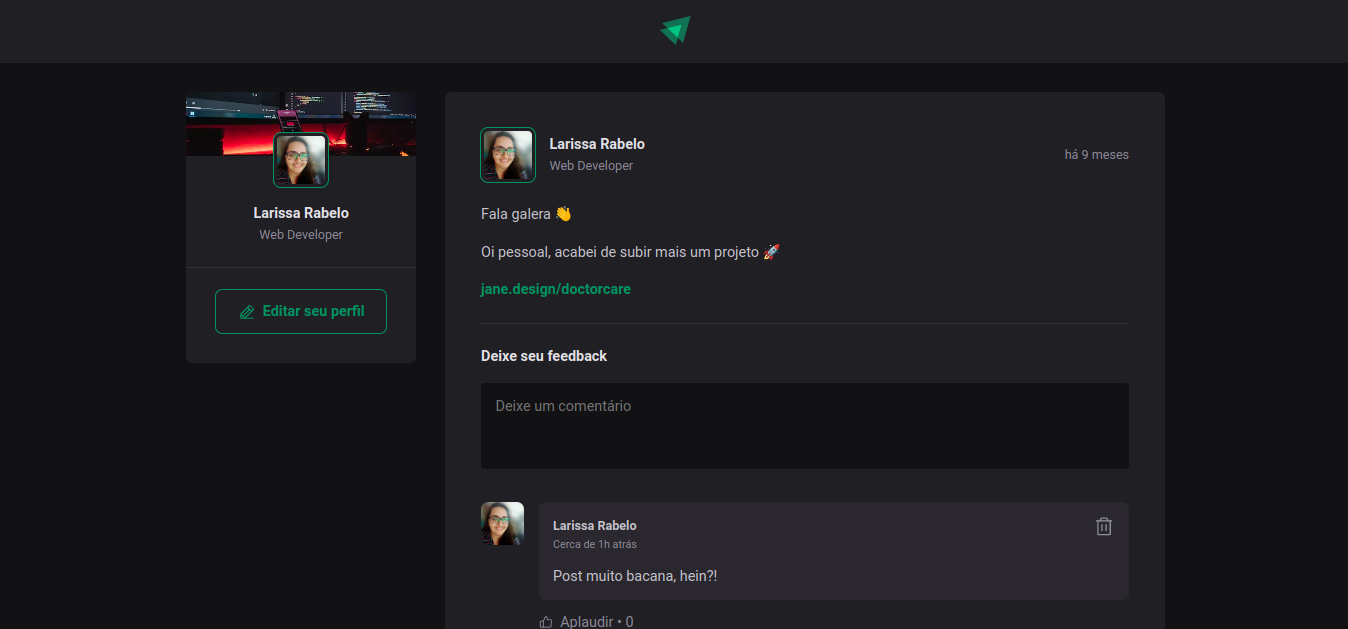 Larissa Rabelo
Web Developer
Editar seu perfil
Larissa Rabelo
Web Developer
há 9 meses
Fala galera 👋
Oi pessoal, acabei de subir mais um projeto 🚀
jane.design/doctorcare
Deixe seu feedback
Deixe um comentário
Larissa Rabelo
Cerca de 1h atrás
Post muito bacana, hein?!
Aplaudir • 0